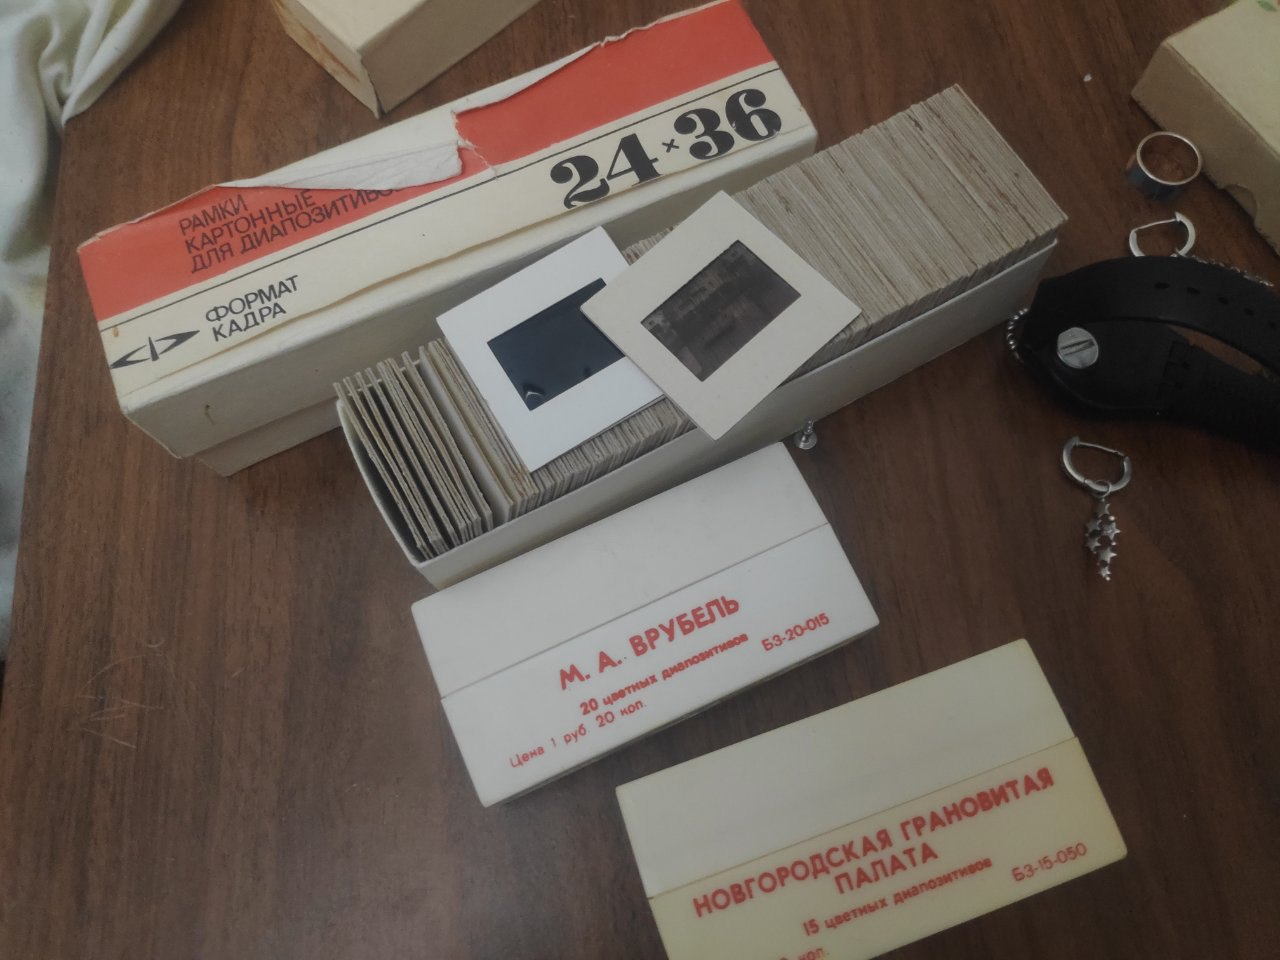 РАМКИ
КАРТОННЫЕ
ДЛЯ
ФОРМАТ
КАДРА
24×36
М. А. ВРУБЕЛЬ
20 цветных диапозитивов БЗ-20-015
Цена 1 руб. 20 коп.
НОВГОРОДСКАЯ ГРАНОВИТАЯ
ПАЛАТА
15 цветных диапозитивов БЗ-15-050
коп.